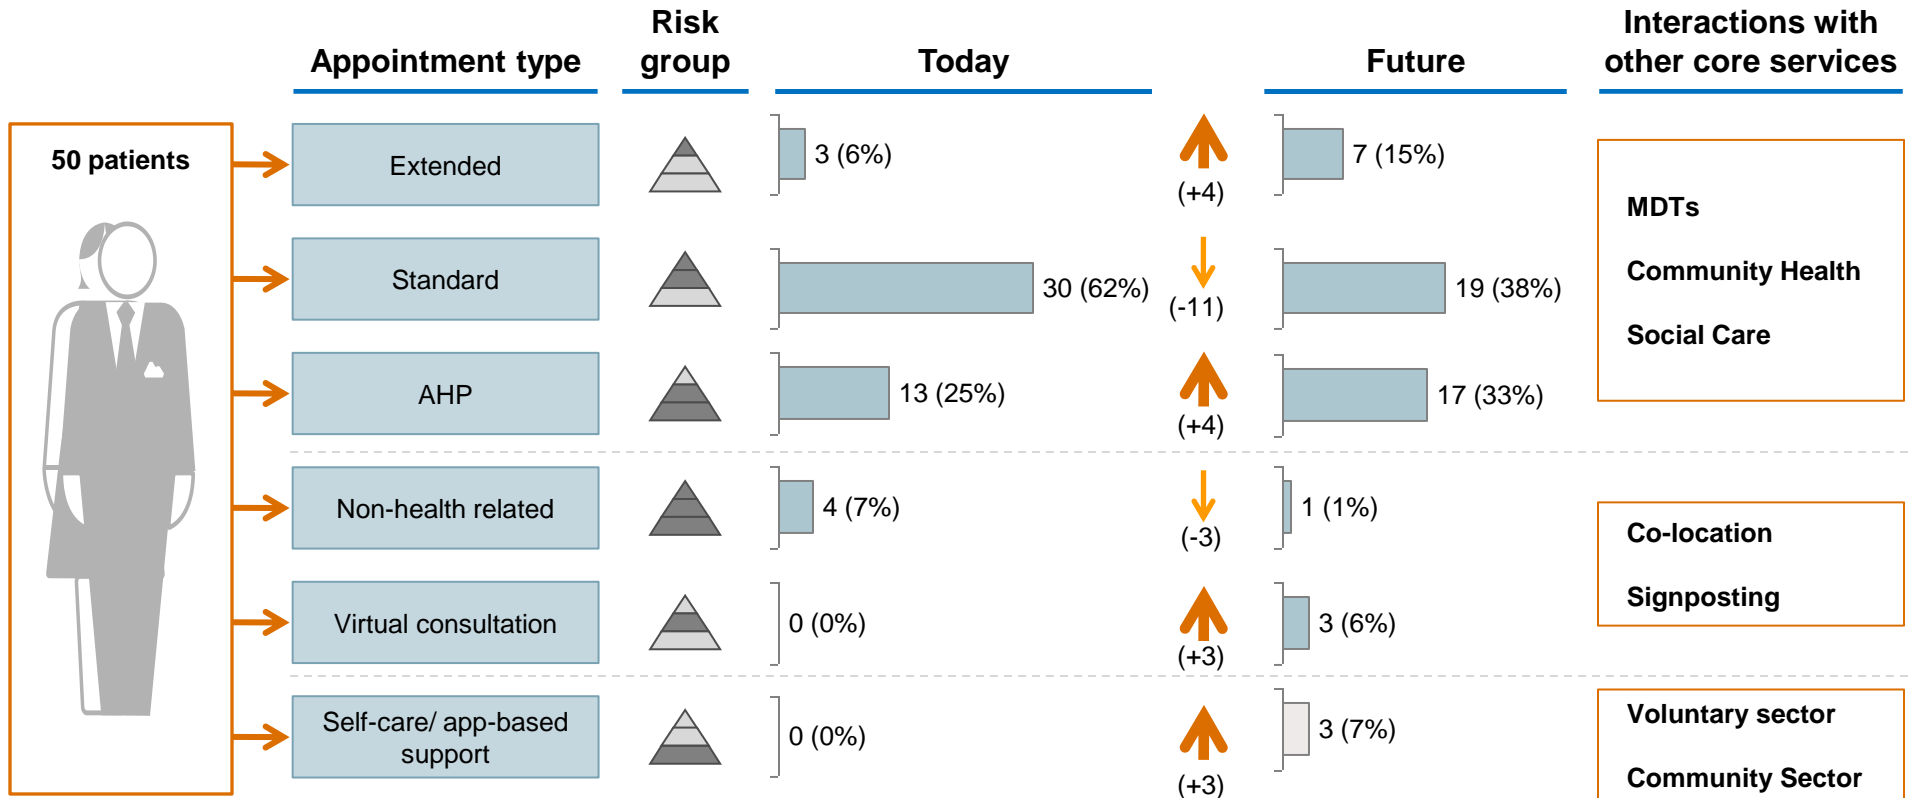 Appointment type
Risk
group
Today
Future
Interactions with
other core services
50 patients
Extended
3 (6%)
(+4)
7 (15%)
Standard
30 (62%)
(-11)
19 (38%)
AHP
13 (25%)
(+4)
17 (33%)
MDTs
Community Health
Social Care
Non-health related
4 (7%)
(-3)
1 (1%)
Virtual consultation
0 (0%)
(+3)
3 (6%)
Co-location
Signposting
Self-care/ app-based
support
0 (0%)
(+3)
3 (7%)
Voluntary sector
Community Sector